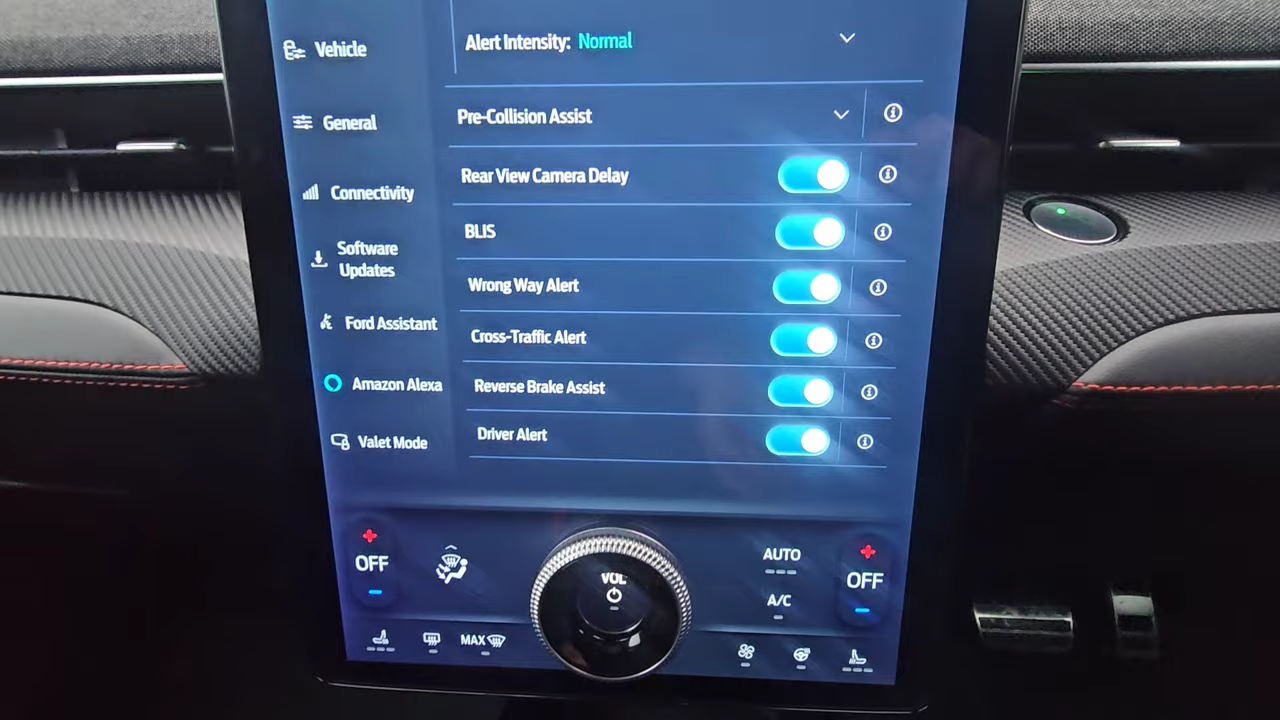 Vehicle
General
Connectivity
Software
Updates
Ford Assistant
Amazon Alexa
Valet Mode
Alert Intensity: Normal
Pre-Collision Assist
Rear View Camera Delay
BLIS
Wrong Way Alert
Cross-Traffic Alert
Reverse Brake Assist
Driver Alert
OFF
VOL
AUTO
A/C
OFF
MAX